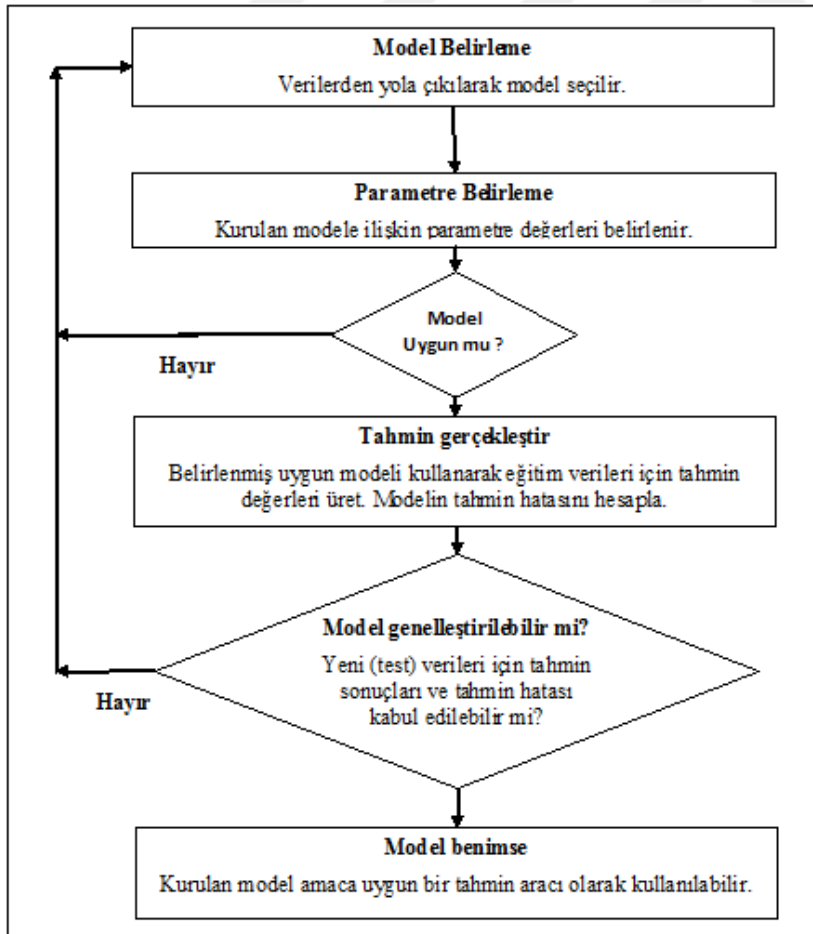 Model Belirleme
Verilerden yola çıkılarak model seçilir.
Parametre Belirleme
Kurulan modele ilişkin parametre değerleri belirlenir.
Model
Uygun mu ?
Hayır
Tahmin gerçekleştir
Belirlenmiş uygun modeli kullanarak eğitim verileri için tahmin
değerleri üret. Modelin tahmin hatasını hesapla.
Model genelleştirilebilir mi?
Yeni (test) verileri için tahmin
sonuçları ve tahmin hatası
kabul edilebilir mi?
Hayır
Model benimse
Kurulan model amaca uygun bir tahmin aracı olarak kullanılabilir.